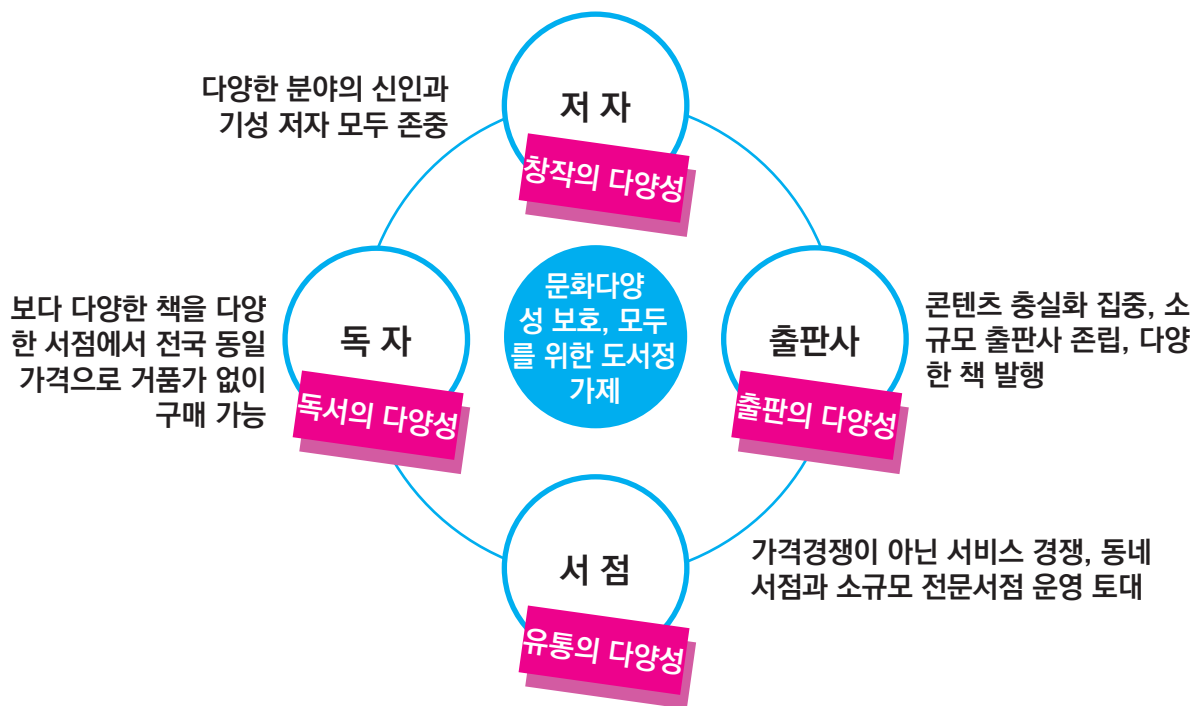 다양한 분야의 신인과
기성 저자 모두 존중
저 자
창작의 다양성
보다 다양한 책을 다양
한 서점에서 전국 동일
가격으로 거품가 없이
구매 가능
독 자
독서의 다양성
문화다양
성 보호, 모두
를 위한 도서정
가제
출판사
출판의 다양성
콘텐츠 충실화 집중, 소
규모 출판사 존립, 다양
한 책 발행
서 점
유통의 다양성
가격경쟁이 아닌 서비스 경쟁, 동네
서점과 소규모 전문서점 운영 토대